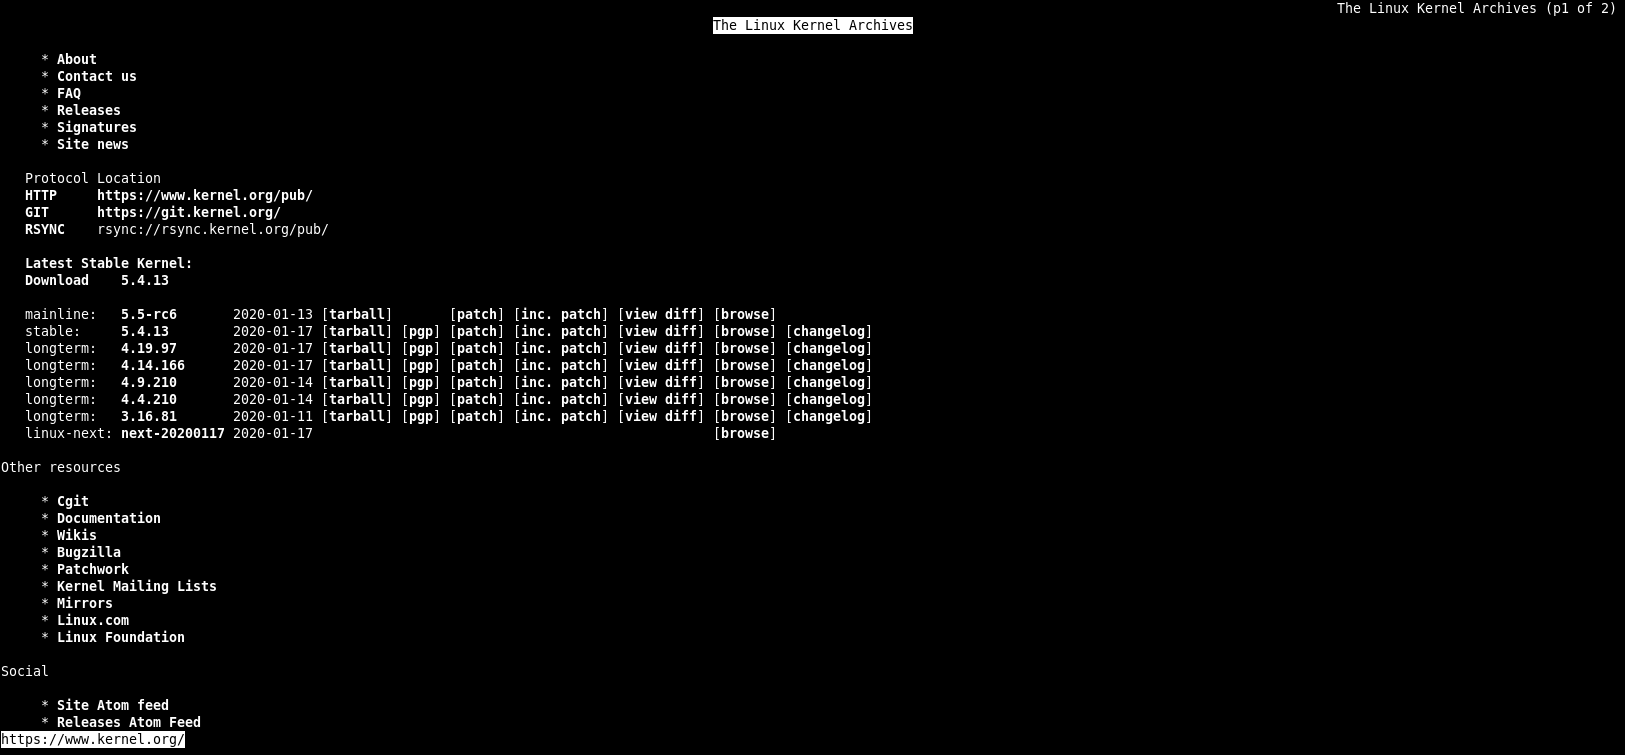 The Linux Kernel Archives (p1 of 2)
The Linux Kernel Archives
* About
* Contact us
* FAQ
* Releases
* Signatures
* Site news
Protocol Location
HTTP https://www.kernel.org/pub/
GIT https://git.kernel.org/
RSYNC rsync://rsync.kernel.org/pub/
Latest Stable Kernel:
Download 5.4.13
mainline: 5.5-rc6 2020-01-13 [tarball] [patch] [inc. patch] [view diff] [browse]
stable: 5.4.13 2020-01-17 [tarball] [pgp] [patch] [inc. patch] [view diff] [browse] [changelog]
longterm: 4.19.97 2020-01-17 [tarball] [pgp] [patch] [inc. patch] [view diff] [browse] [changelog]
longterm: 4.14.166 2020-01-17 [tarball] [pgp] [patch] [inc. patch] [view diff] [browse] [changelog]
longterm: 4.9.210 2020-01-14 [tarball] [pgp] [patch] [inc. patch] [view diff] [browse] [changelog]
longterm: 4.4.210 2020-01-14 [tarball] [pgp] [patch] [inc. patch] [view diff] [browse] [changelog]
longterm: 3.16.81 2020-01-11 [tarball] [pgp] [patch] [inc. patch] [view diff] [browse] [changelog]
linux-next: next-20200117 2020-01-17 [browse]
Other resources
* Cgit
* Documentation
* Wikis
* Bugzilla
* Patchwork
* Kernel Mailing Lists
* Mirrors
* Linux.com
* Linux Foundation
Social
* Site Atom feed
* Releases Atom Feed
https://www.kernel.org/